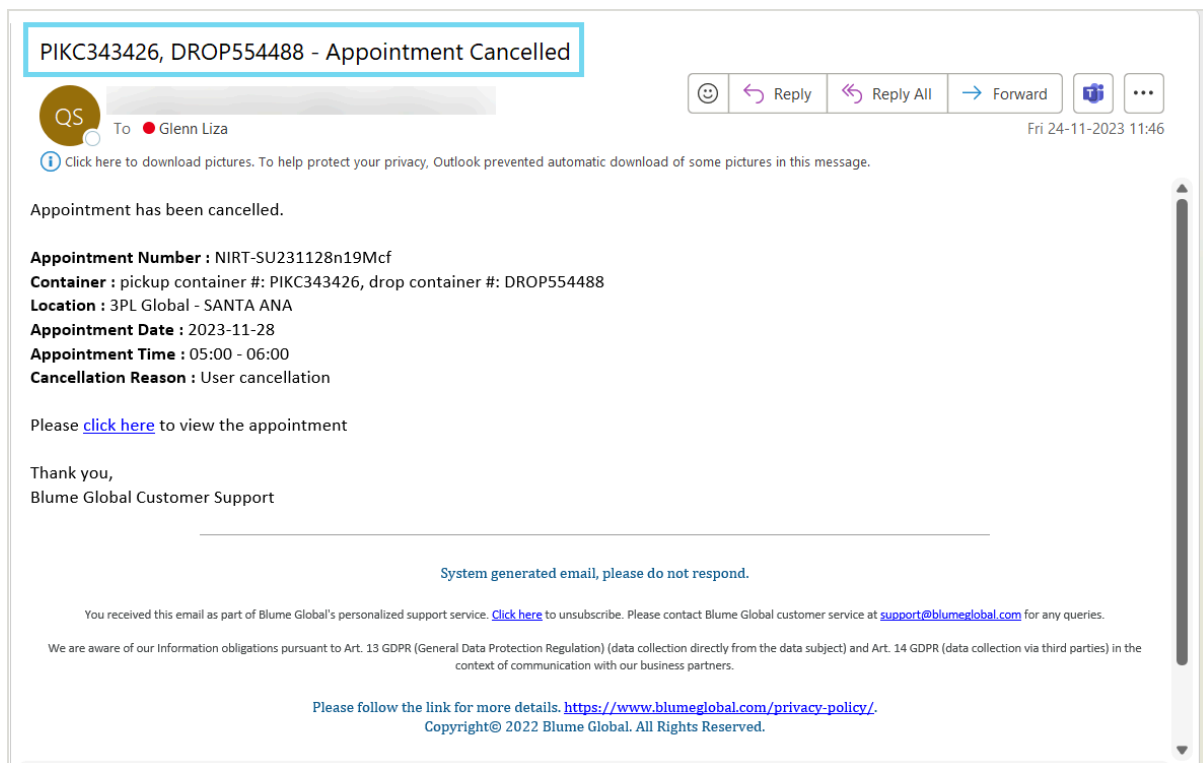 PIKC343426, DROP554488 - Appointment Cancelled
QS
Reply
Reply All
Forward
To Glenn Liza
Fri 24-11-2023 11:46
Click here to download pictures. To help protect your privacy, Outlook prevented automatic download of some pictures in this message.
Appointment has been cancelled.
Appointment Number : NIRT-SU231128n19Mcf
Container : pickup container #: PIKC343426, drop container #: DROP554488
Location : 3PL Global - SANTA ANA
Appointment Date : 2023-11-28
Appointment Time : 05:00 - 06:00
Cancellation Reason : User cancellation
Please click here to view the appointment
Thank you,
Blume Global Customer Support
System generated email, please do not respond.
You received this email as part of Blume Global's personalized support service. Click here to unsubscribe. Please contact Blume Global customer service at support@blumeglobal.com for any queries.
We are aware of our Information obligations pursuant to Art. 13 GDPR (General Data Protection Regulation) (data collection directly from the data subject) and Art. 14 GDPR (data collection via third parties) in the
context of communication with our business partners.
Please follow the link for more details. https://www.blumeglobal.com/privacy-policy/.
Copyright© 2022 Blume Global. All Rights Reserved.